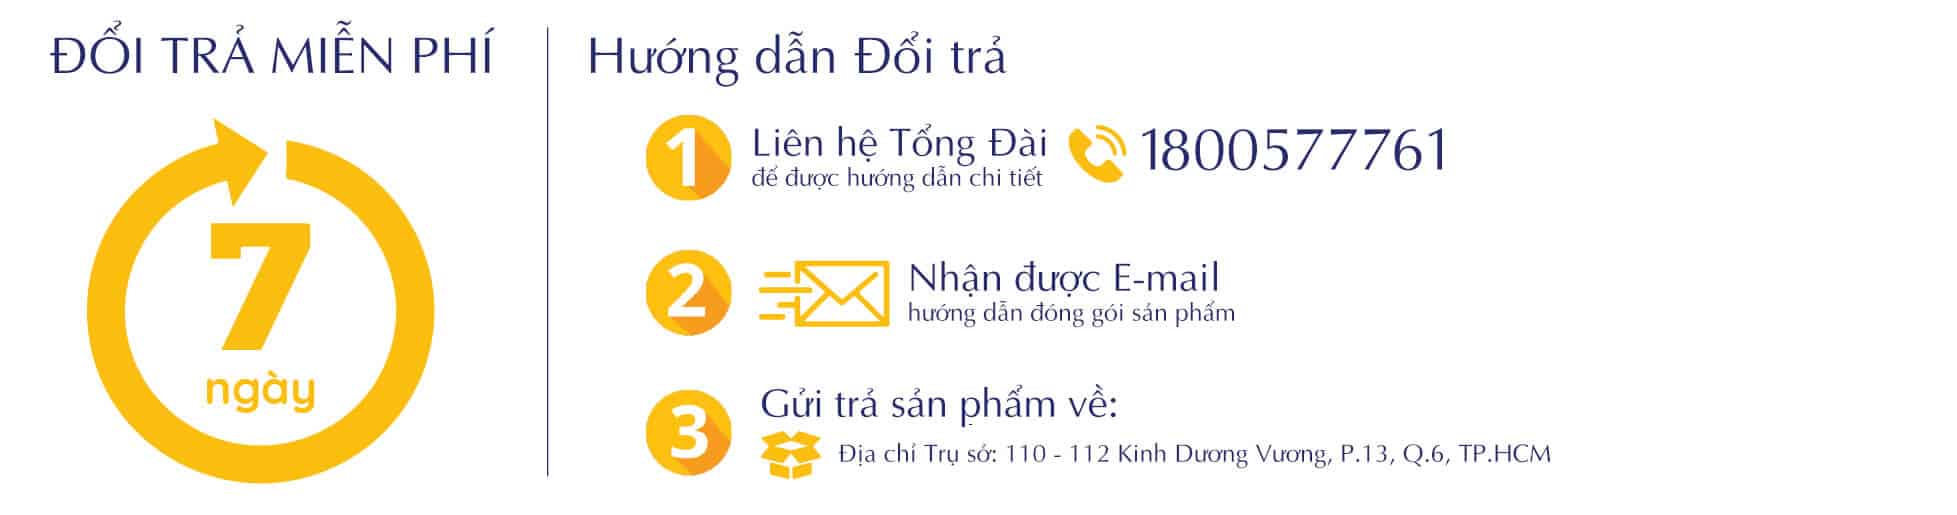 ĐỔI TRẢ MIỄN PHÍ
7
ngày
Hướng dẫn Đổi trả
1
Liên hệ Tổng Đài 1800577761
để được hướng dẫn chi tiết
2
Nhận được E-mail
hướng dẫn đóng gói sản phẩm
3
Gửi trả sản phẩm về:
Địa chỉ Trụ sở: 110 - 112 Kinh Dương Vương, P.13, Q.6, TP.HCM